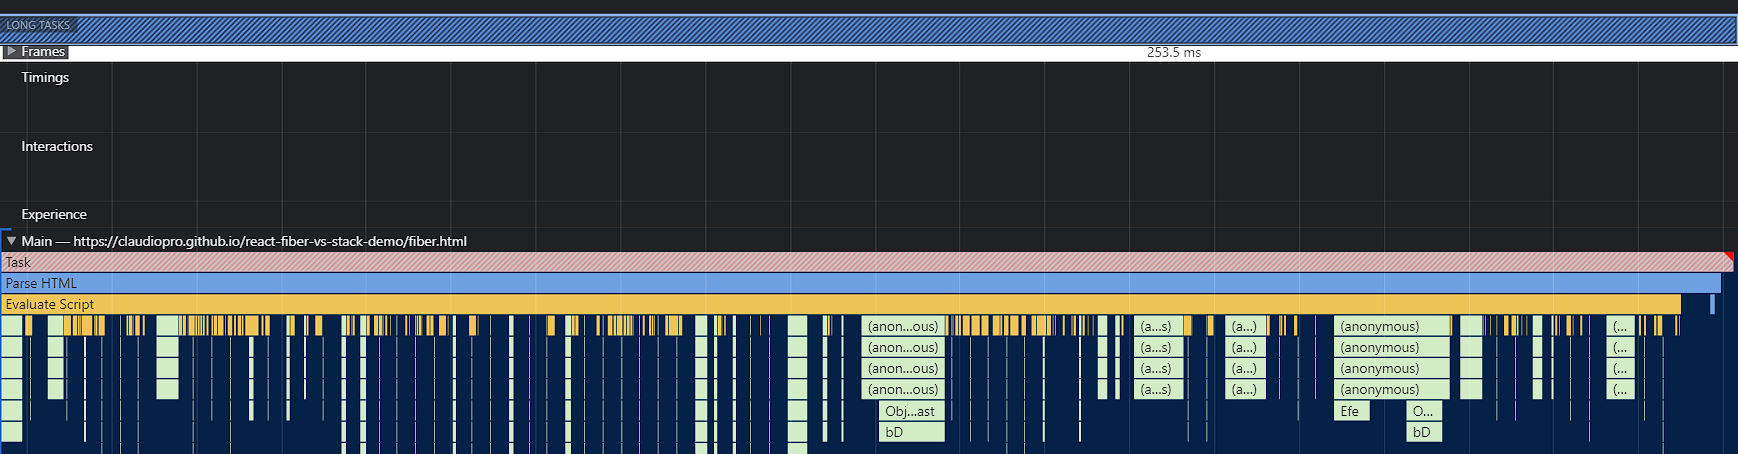 LONG TASKS
Frames
253.5 ms
Timings
Interactions
Experience
Main — https://claudiopro.github.io/react-fiber-vs-stack-demo/fiber.html
Task
Parse HTML
Evaluate Script
(anon...ous) (a...s) (a...) (anonymous) (...
(anon...ous) (a...s) (a...) (anonymous) (...
(anon...ous) (a...s) (a...) (anonymous) (...
(anon...ous) (a...s) (a...) (anonymous) (...
Obj...ast Efe O...
bD bD